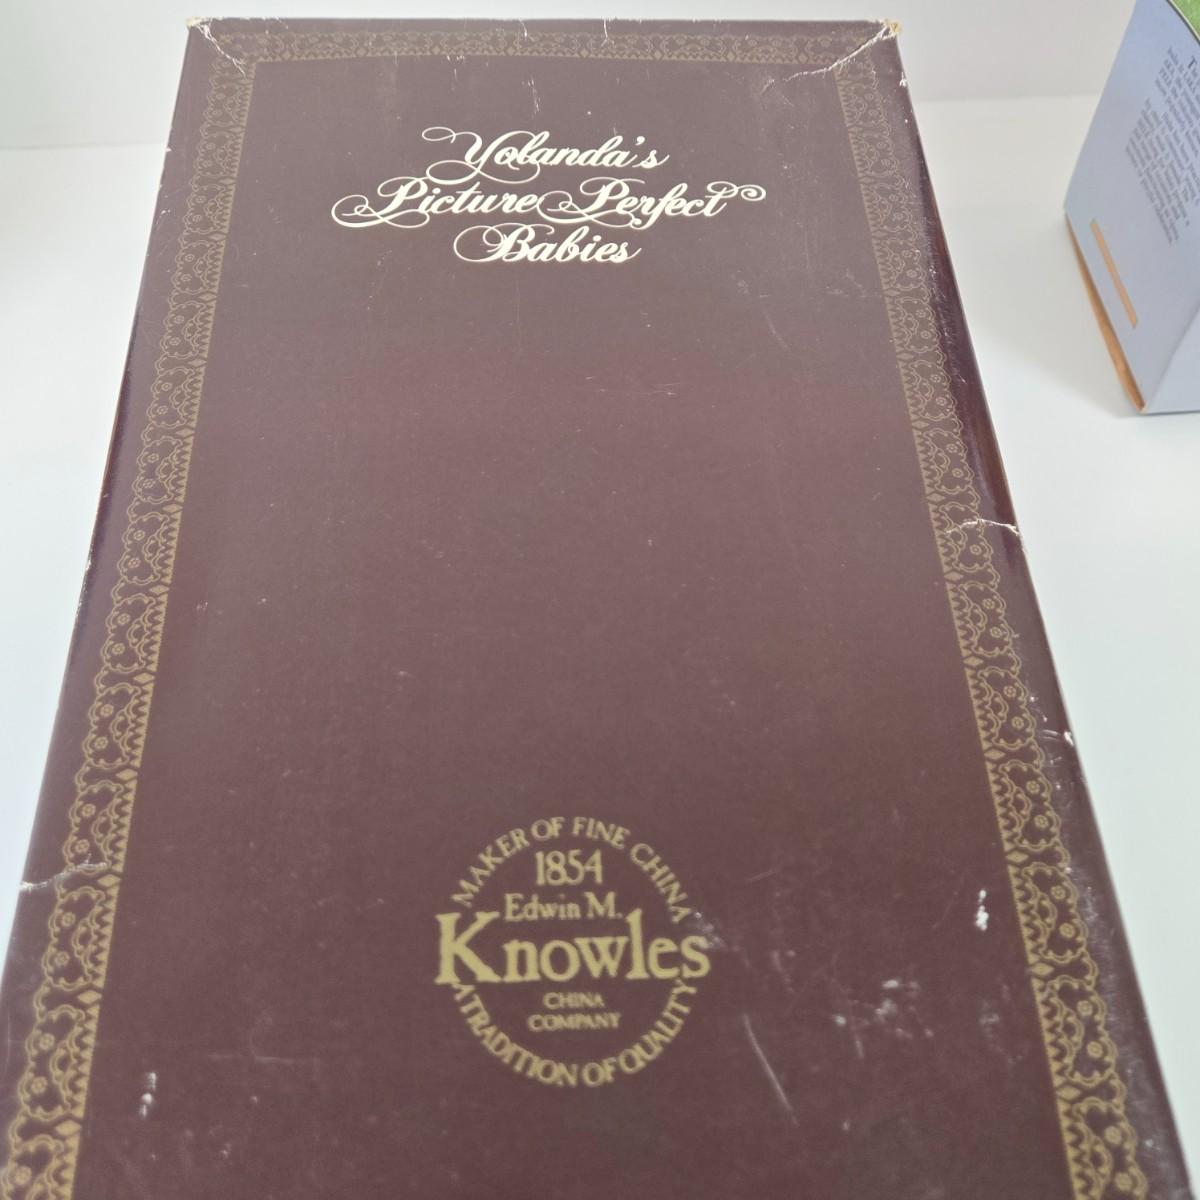 Yolanda's
Picture Perfect
Babies
MAKER OF FINE CHINA
1854
Edwin M.
Knowles
CHINA
COMPANY
A TRADITION OF QUALITY